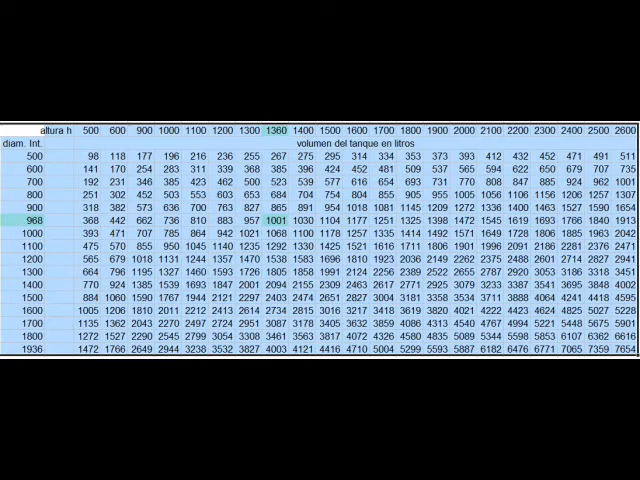 altura h 500 600 900 1000 1100 1200 1300 1360 1400 1500 1600 1700 1800 1900 2000 2100 2200 2300 2400 2500 2600
diam. Int. volumen del tanque en litros
500 98 118 177 196 216 236 255 267 275 295 314 334 353 373 393 412 432 452 471 491 511
600 141 170 254 283 311 339 368 385 396 424 452 481 509 537 565 594 622 650 679 707 735
700 192 231 346 385 423 462 500 523 539 577 616 654 693 731 770 808 847 885 924 962 1001
800 251 302 452 503 553 603 653 684 704 754 804 855 905 955 1005 1056 1106 1156 1206 1257 1307
900 318 382 573 636 700 763 827 865 891 954 1018 1081 1145 1209 1272 1336 1400 1463 1527 1590 1654
968 368 442 662 736 810 883 957 1001 1030 1104 1177 1251 1325 1398 1472 1545 1619 1693 1766 1840 1913
1000 393 471 707 785 864 942 1021 1068 1100 1178 1257 1335 1414 1492 1571 1649 1728 1806 1885 1963 2042
1100 475 570 855 950 1045 1140 1235 1292 1330 1425 1521 1616 1711 1806 1901 1996 2091 2186 2281 2376 2471
1200 565 679 1018 1131 1244 1357 1470 1538 1583 1696 1810 1923 2036 2149 2262 2375 2488 2601 2714 2827 2941
1300 664 796 1195 1327 1460 1593 1726 1805 1858 1991 2124 2256 2389 2522 2655 2787 2920 3053 3186 3318 3451
1400 770 924 1385 1539 1693 1847 2001 2094 2155 2309 2463 2617 2771 2925 3079 3233 3387 3541 3695 3848 4002
1500 884 1060 1590 1767 1944 2121 2297 2403 2474 2651 2827 3004 3181 3358 3534 3711 3888 4064 4241 4418 4595
1600 1005 1206 1810 2011 2212 2413 2614 2734 2815 3016 3217 3418 3619 3820 4021 4222 4423 4624 4825 5027 5228
1700 1135 1362 2043 2270 2497 2724 2951 3087 3178 3405 3632 3859 4086 4313 4540 4767 4994 5221 5448 5675 5901
1800 1272 1527 2290 2545 2799 3054 3308 3461 3563 3817 4072 4326 4580 4835 5089 5344 5598 5853 6107 6362 6616
1936 1472 1766 2649 2944 3238 3532 3827 4003 4121 4416 4710 5004 5299 5593 5887 6182 6476 6771 7065 7359 7654